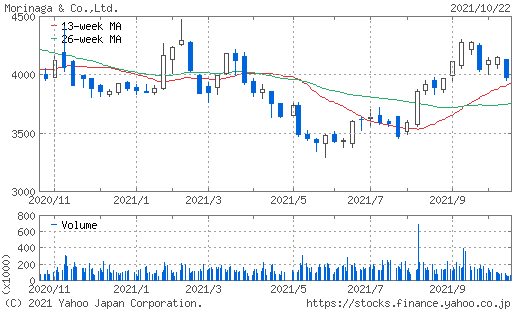 Morinaga & Co.,Ltd. 2021/10/22
4500
13-week MA
26-week MA
4000
3500
3000
2020/11 2021/1 2021/3 2021/5 2021/7 2021/9
800
Volume
600
400
200
0
(x1000)
2020/11 2021/1 2021/3 2021/5 2021/7 2021/9
(C) 2021 Yahoo Japan Corporation. https://stocks.finance.yahoo.co.jp/